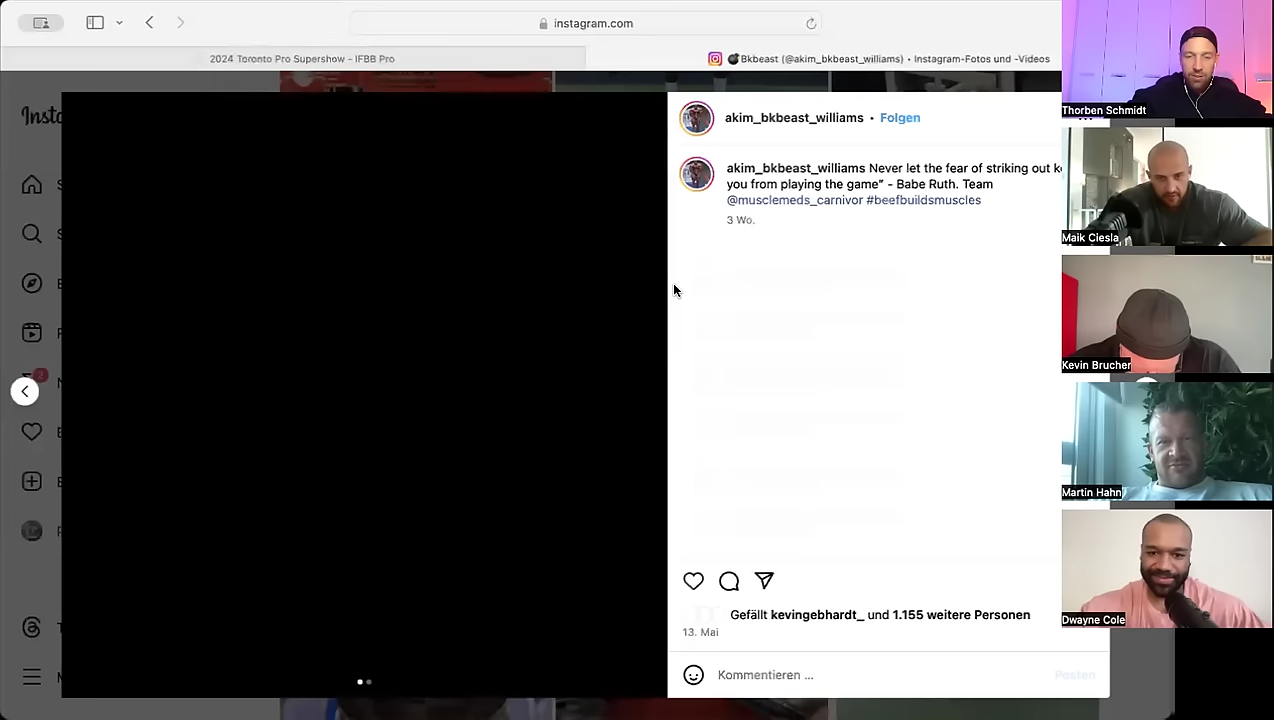 instagram.com
2024 Toronto Pro Supershow - IFBB Pro
Bkbeast (@akim_bkbeast_williams) • Instagram-Fotos und -Videos
Insta
akim_bkbeast_williams • Folgen
akim_bkbeast_williams Never let the fear of striking out
you from playing the game” - Babe Ruth. Team
@musclemeds_carnivor #beefbuildsmuscles
3 Wo.
2
Gefällt kevingebhardt_ und 1.155 weitere Personen
13. Mai
Kommentieren ...
Posten
Thorben Schmidt
Maik Ciesla
Kevin Brucher
Martin Hahn
Dwayne Cole